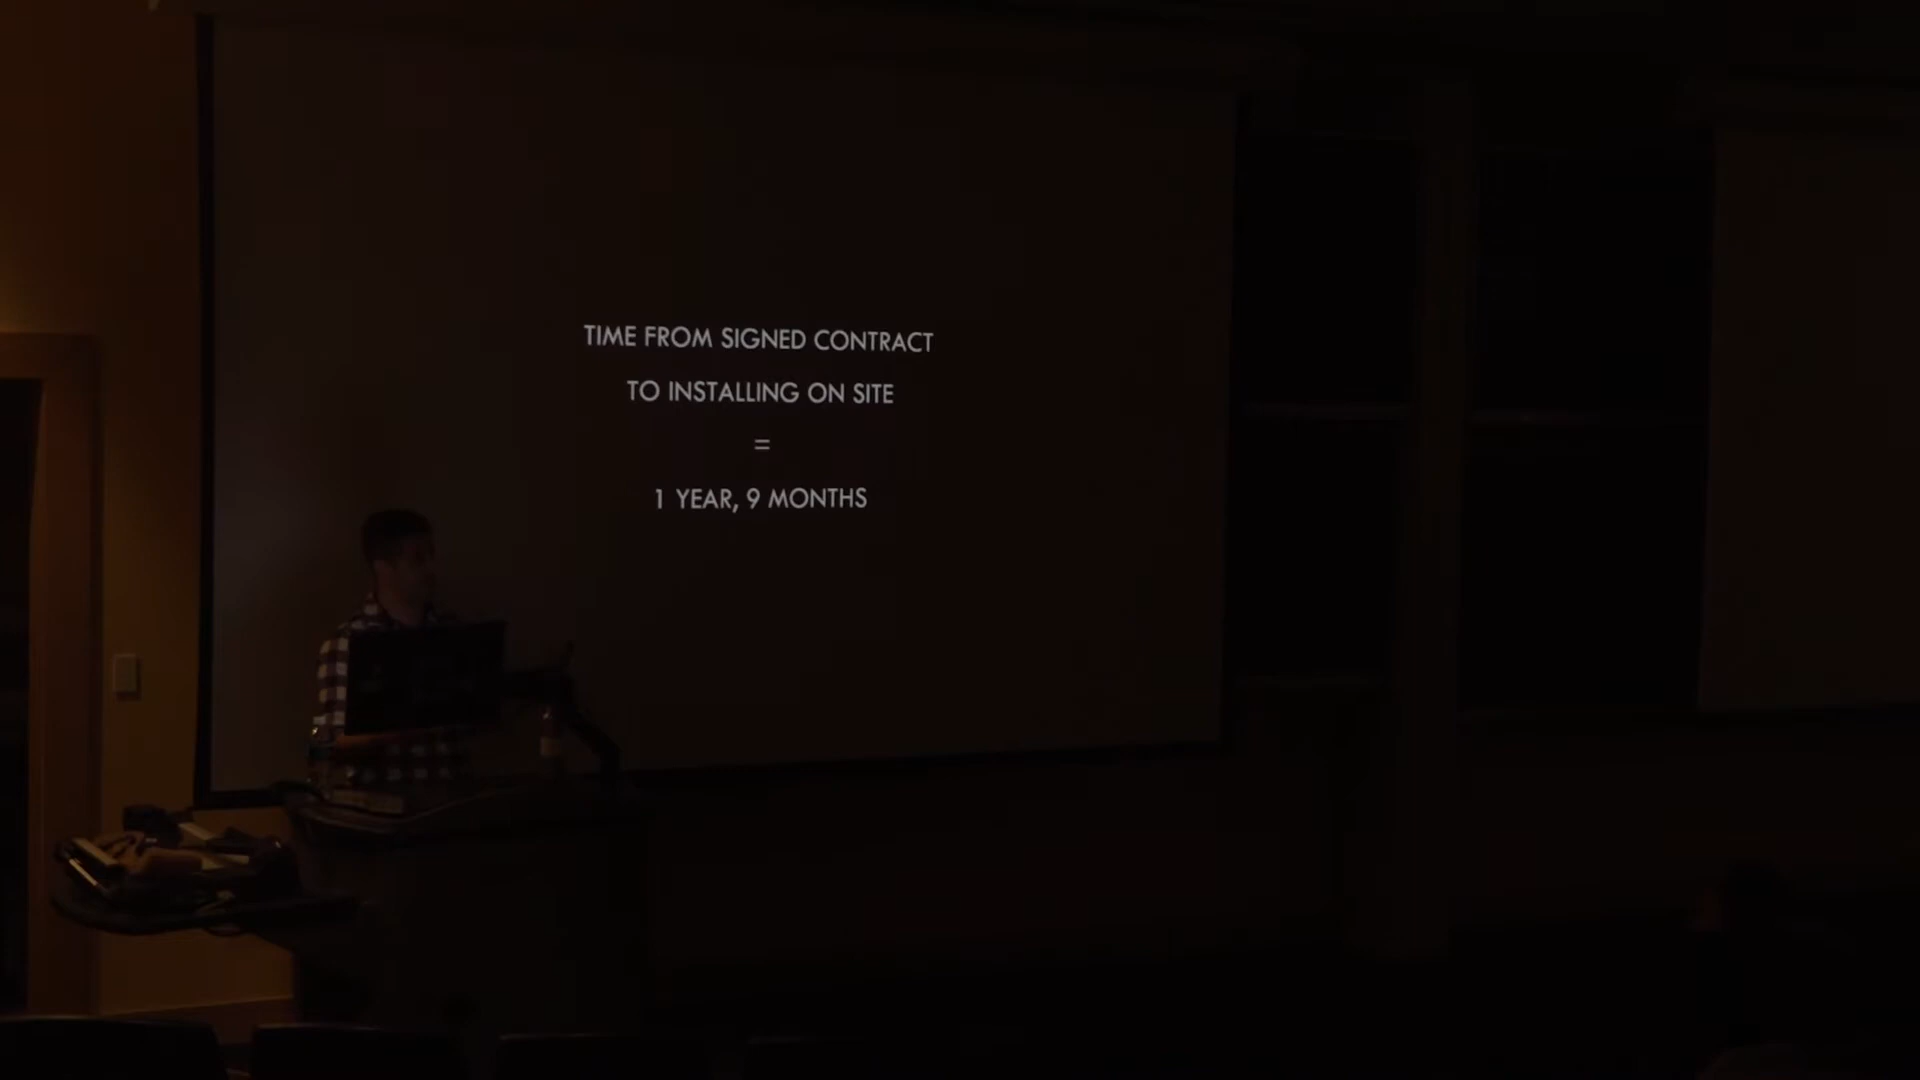 TIME FROM SIGNED CONTRACT
TO INSTALLING ON SITE
=
1 YEAR, 9 MONTHS